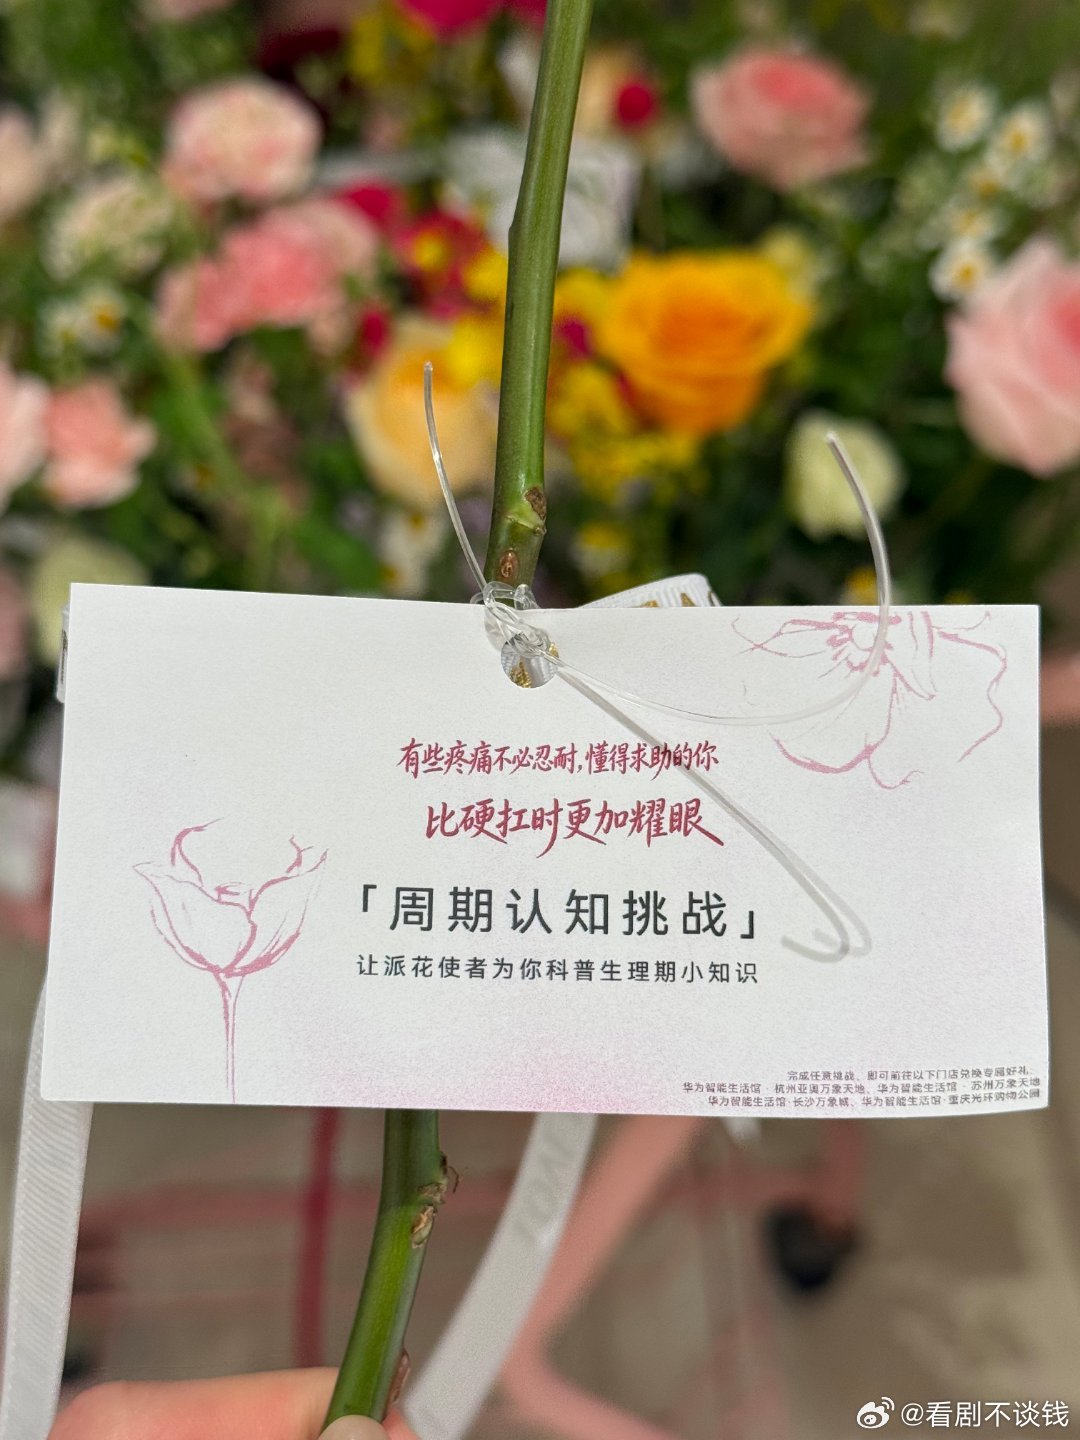 有些疼痛不必忍耐,懂得求助的你
比硬扛时更加耀眼
「周期认知挑战」
让派花使者为你科普生理期小知识
完成任意挑战、即可前往以下门店兑换专属好礼、
华为智能生活馆·杭州亚奥万象天地、华为智能生活馆·苏州万象天地
华为智能生活馆·长沙万象城、华为智能生活馆·重庆光环购物公园
@看剧不谈钱